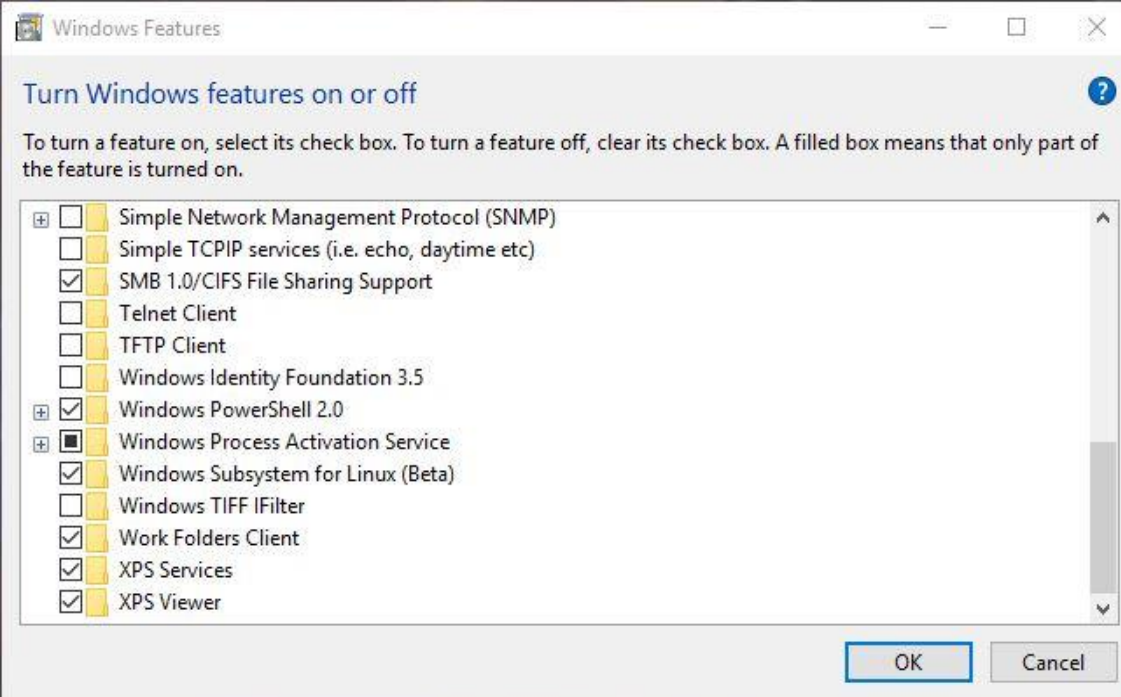 Windows Features
Turn Windows features on or off
?
To turn a feature on, select its check box. To turn a feature off, clear its check box. A filled box means that only part of
the feature is turned on.
Simple Network Management Protocol (SNMP)
Simple TCPIP services (i.e. echo, daytime etc)
SMB 1.0/CIFS File Sharing Support
Telnet Client
TFTP Client
Windows Identity Foundation 3.5
Windows PowerShell 2.0
Windows Process Activation Service
Windows Subsystem for Linux (Beta)
Windows TIFF IFilter
Work Folders Client
XPS Services
XPS Viewer
OK Cancel